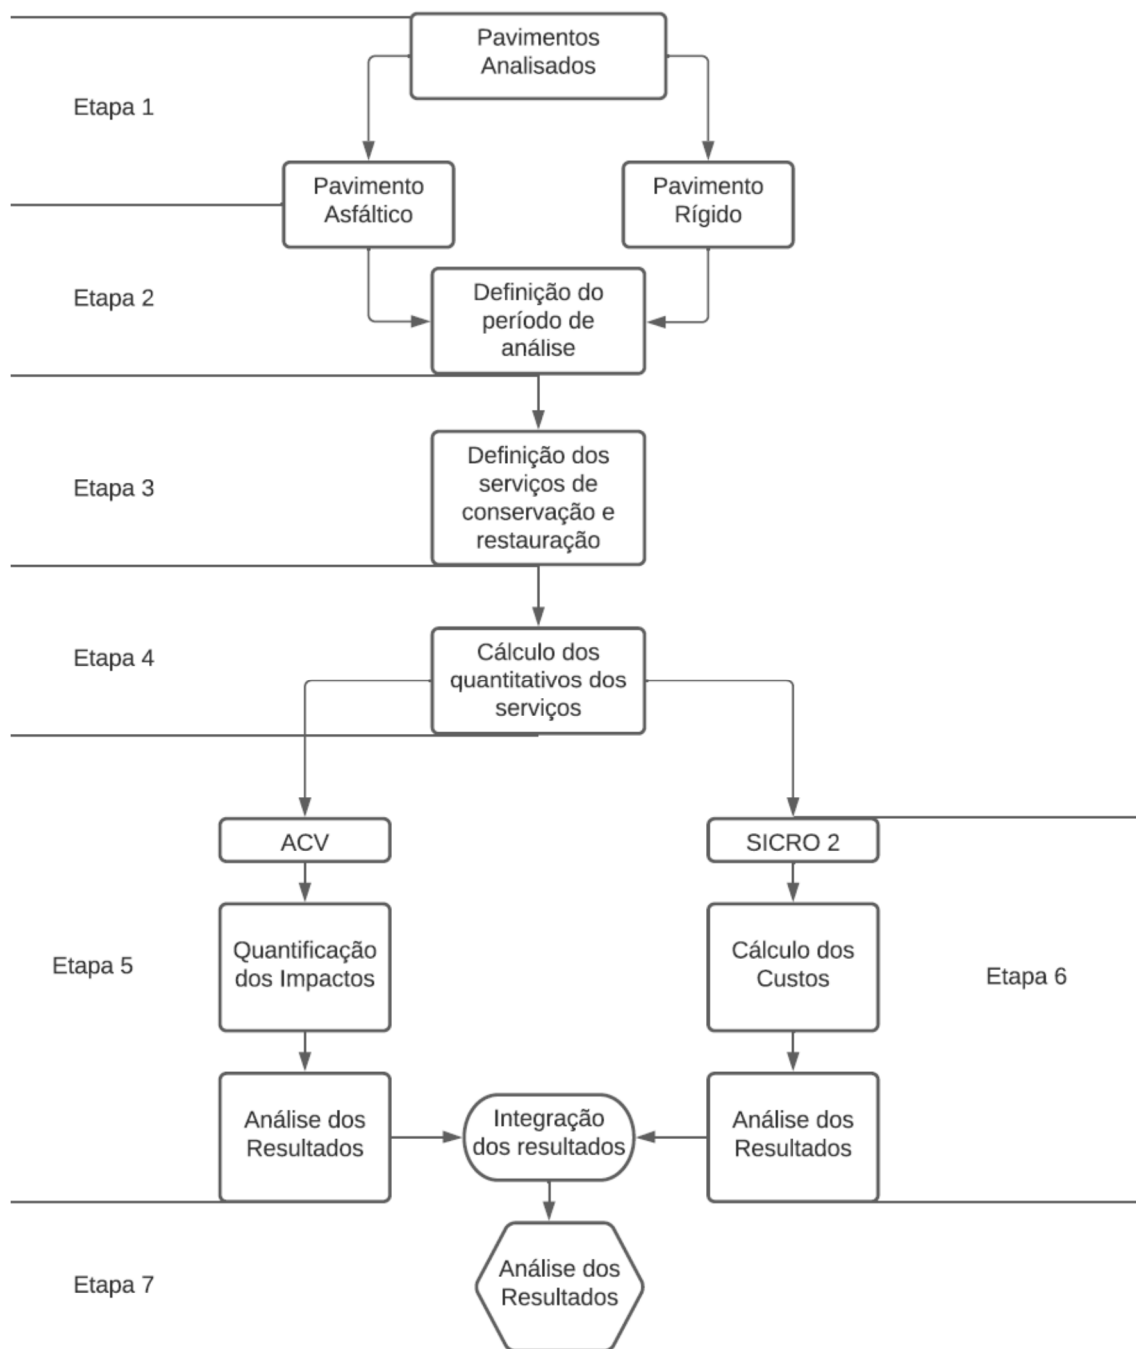 Pavimentos
Analisados
Etapa 1
Pavimento
Asfáltico
Pavimento
Rígido
Etapa 2
Definição do
período de
análise
Etapa 3
Definição dos
serviços de
conservação e
restauração
Etapa 4
Cálculo dos
quantitativos dos
serviços
ACV
SICRO 2
Etapa 5
Quantificação
dos Impactos
Cálculo dos
Custos
Etapa 6
Análise dos
Resultados
Integração
dos resultados
Análise dos
Resultados
Etapa 7
Análise dos
Resultados